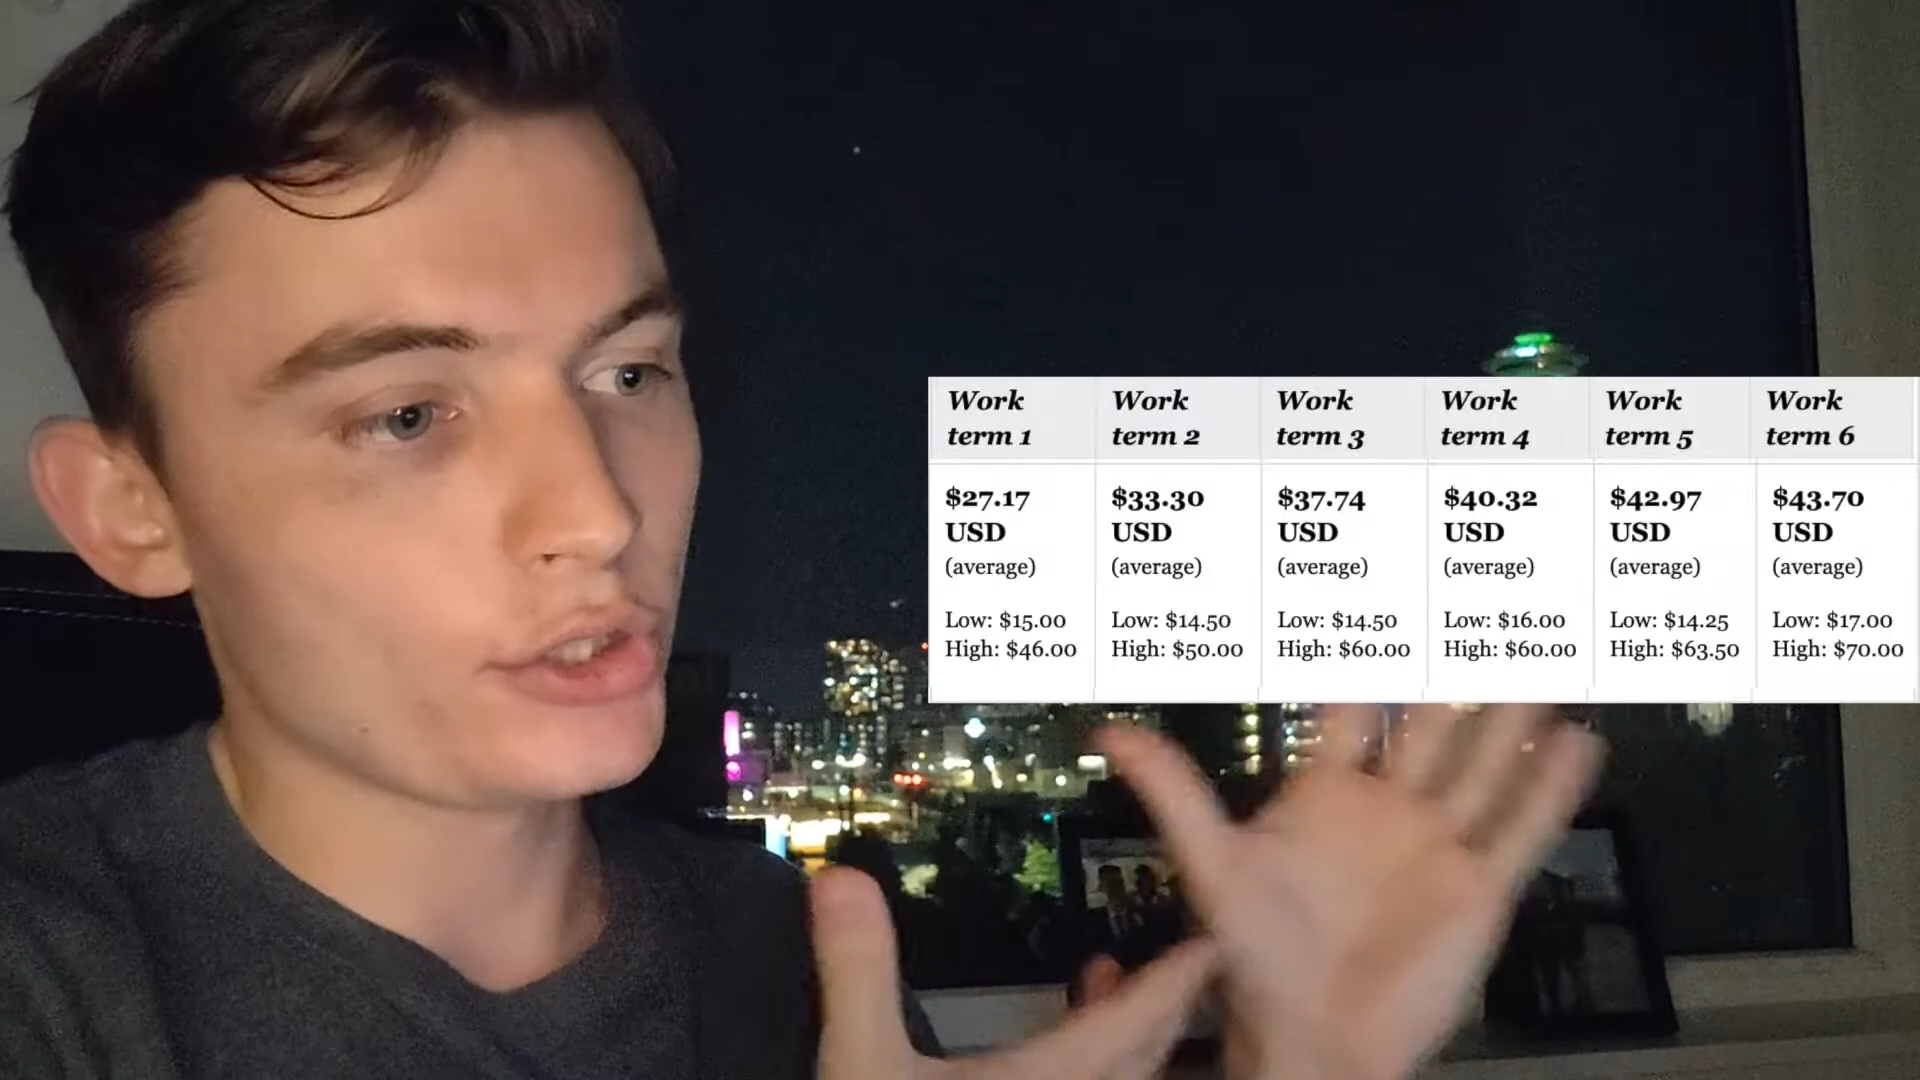 Work term 1
Work term 2
Work term 3
Work term 4
Work term 5
Work term 6
$27.17 USD (average)
Low: $15.00
High: $46.00
$33.30 USD (average)
Low: $14.50
High: $50.00
$37.74 USD (average)
Low: $14.50
High: $60.00
$40.32 USD (average)
Low: $16.00
High: $60.00
$42.97 USD (average)
Low: $14.25
High: $63.50
$43.70 USD (average)
Low: $17.00
High: $70.00